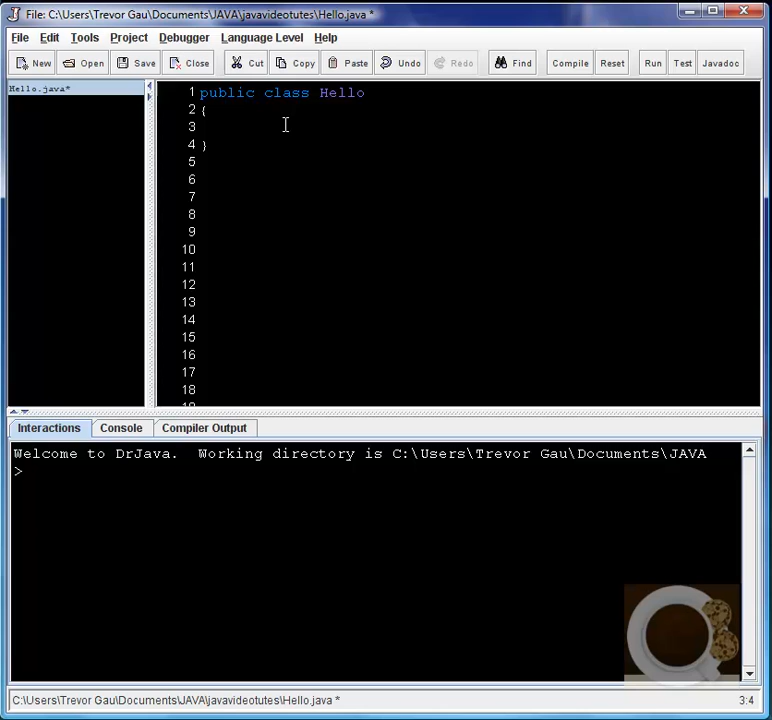 File: C:\Users\Trevor Gau\Documents\JAVA\javavideotutes\Hello.java *
File Edit Tools Project Debugger Language Level Help
New Open Save Close Cut Copy Paste Undo Redo Find Compile Reset Run Test Javadoc
Hello.java*
1 public class Hello
2 {
3
4 }
5
6
7
8
9
10
11
12
13
14
15
16
17
18
Interactions Console Compiler Output
Welcome to DrJava.  Working directory is C:\Users\Trevor Gau\Documents\JAVA
>
C:\Users\Trevor Gau\Documents\JAVA\javavideotutes\Hello.java * 3:4